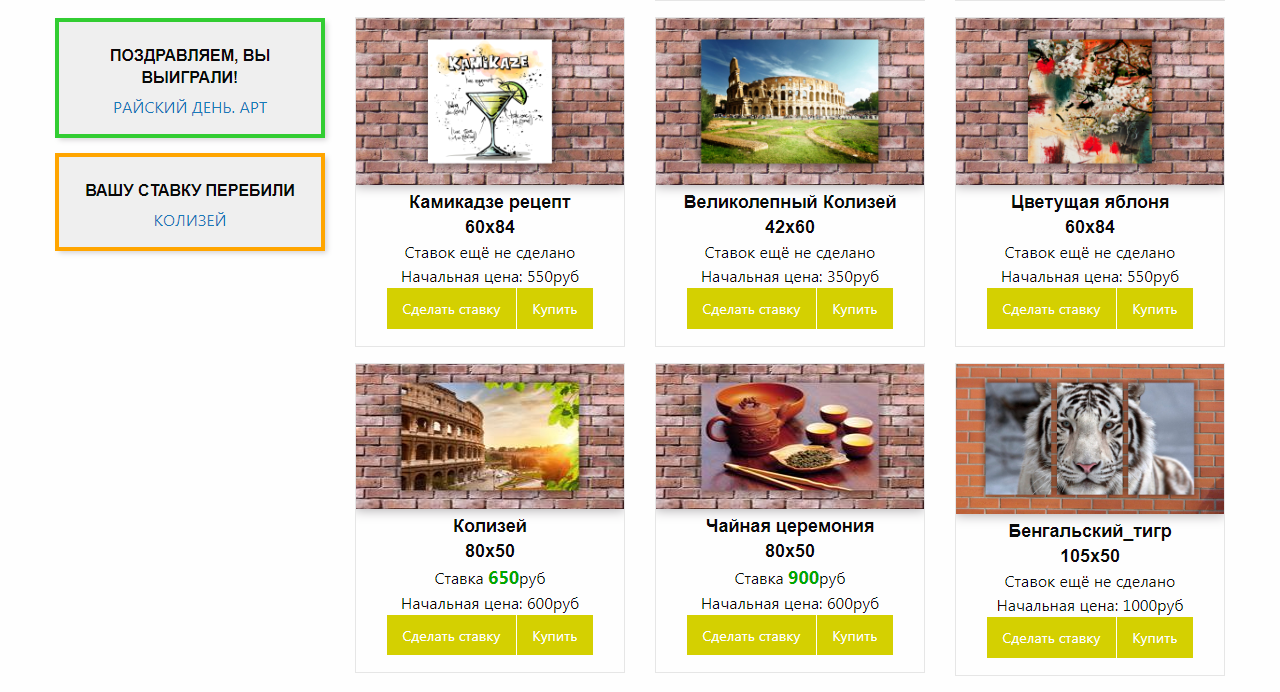 ПОЗДРАВЛЯЕМ, ВЫ
ВЫИГРАЛИ!
РАЙСКИЙ ДЕНЬ. АРТ
ВАШУ СТАВКУ ПЕРЕБИЛИ
КОЛИЗЕЙ
KAMIKAZE
Камикадзе рецепт
60x84
Ставок ещё не сделано
Начальная цена: 550руб
Сделать ставку
Купить
Великолепный Колизей
42x60
Ставок ещё не сделано
Начальная цена: 350руб
Сделать ставку
Купить
Цветущая яблоня
60x84
Ставок ещё не сделано
Начальная цена: 550руб
Сделать ставку
Купить
Колизей
80x50
Ставка 650руб
Начальная цена: 600руб
Сделать ставку
Купить
Чайная церемония
80x50
Ставка 900руб
Начальная цена: 600руб
Сделать ставку
Купить
Бенгальский_тигр
105x50
Ставок ещё не сделано
Начальная цена: 1000руб
Сделать ставку
Купить